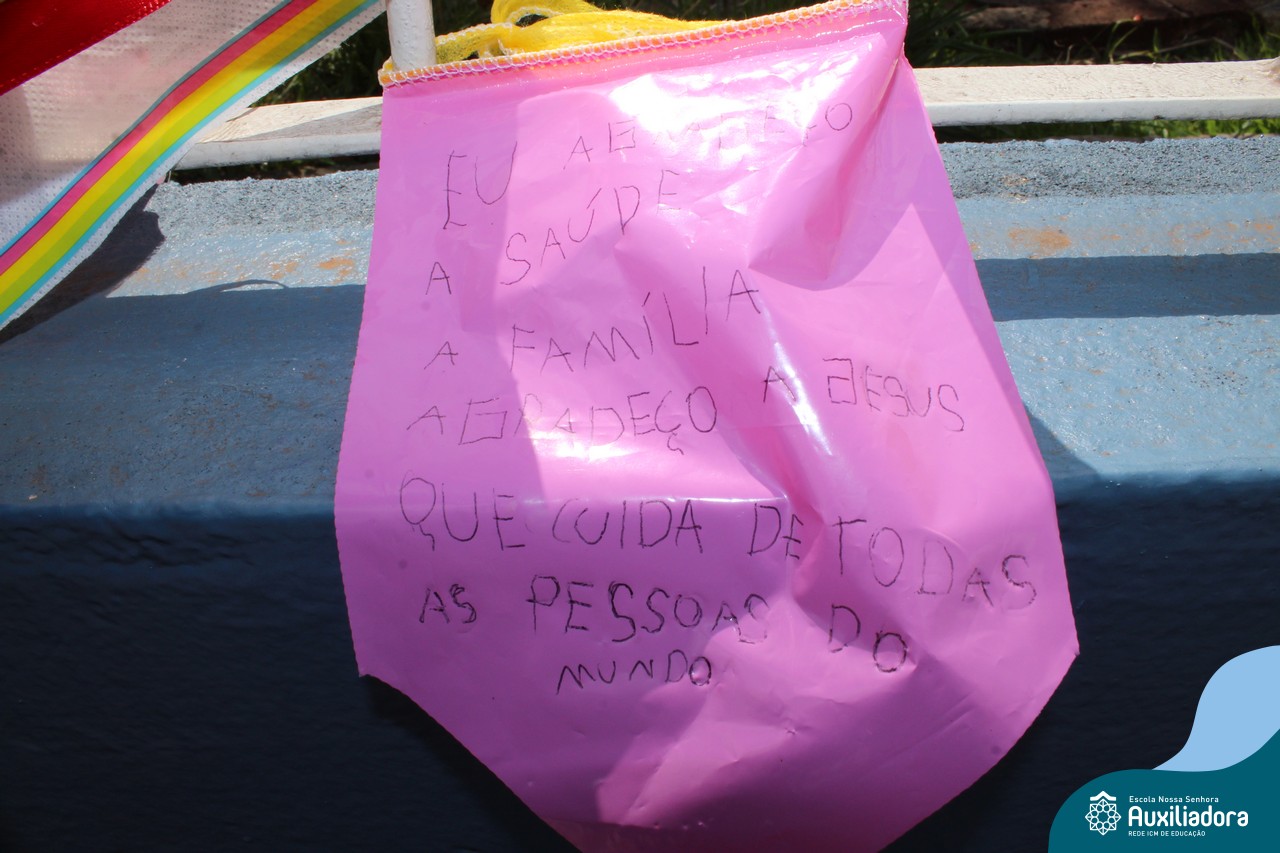 EU AGRADEÇO
A SAÚDE
A FAMÍLIA
AGRADEÇO A JESUS
QUE CUIDA DE TODAS
AS PESSOAS DO
MUNDO
Escola Nossa Senhora
Auxiliadora
REDE ICM DE EDUCAÇÃO